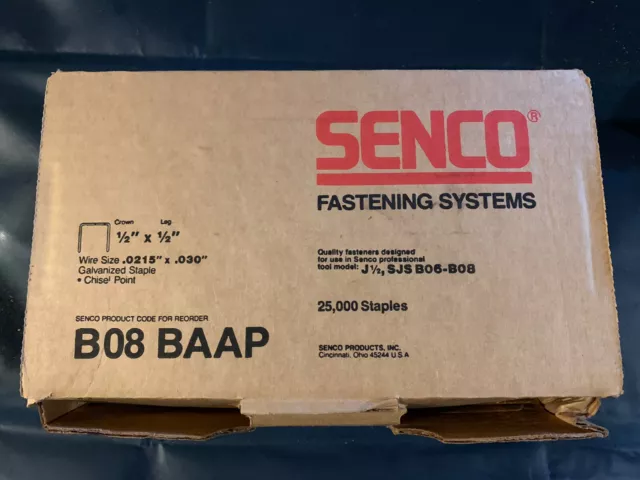 SENCO®
FASTENING SYSTEMS
Crown Leg
1/2" x 1/2"
Wire Size .0215" x .030"
Galvanized Staple
• Chisel Point
Quality fasteners designed
for use in Senco professional
tool model: J1/2, SJS B06-B08
25,000 Staples
SENCO PRODUCT CODE FOR REORDER
B08 BAAP
SENCO PRODUCTS, INC.
Cincinnati, Ohio 45244 U.S.A